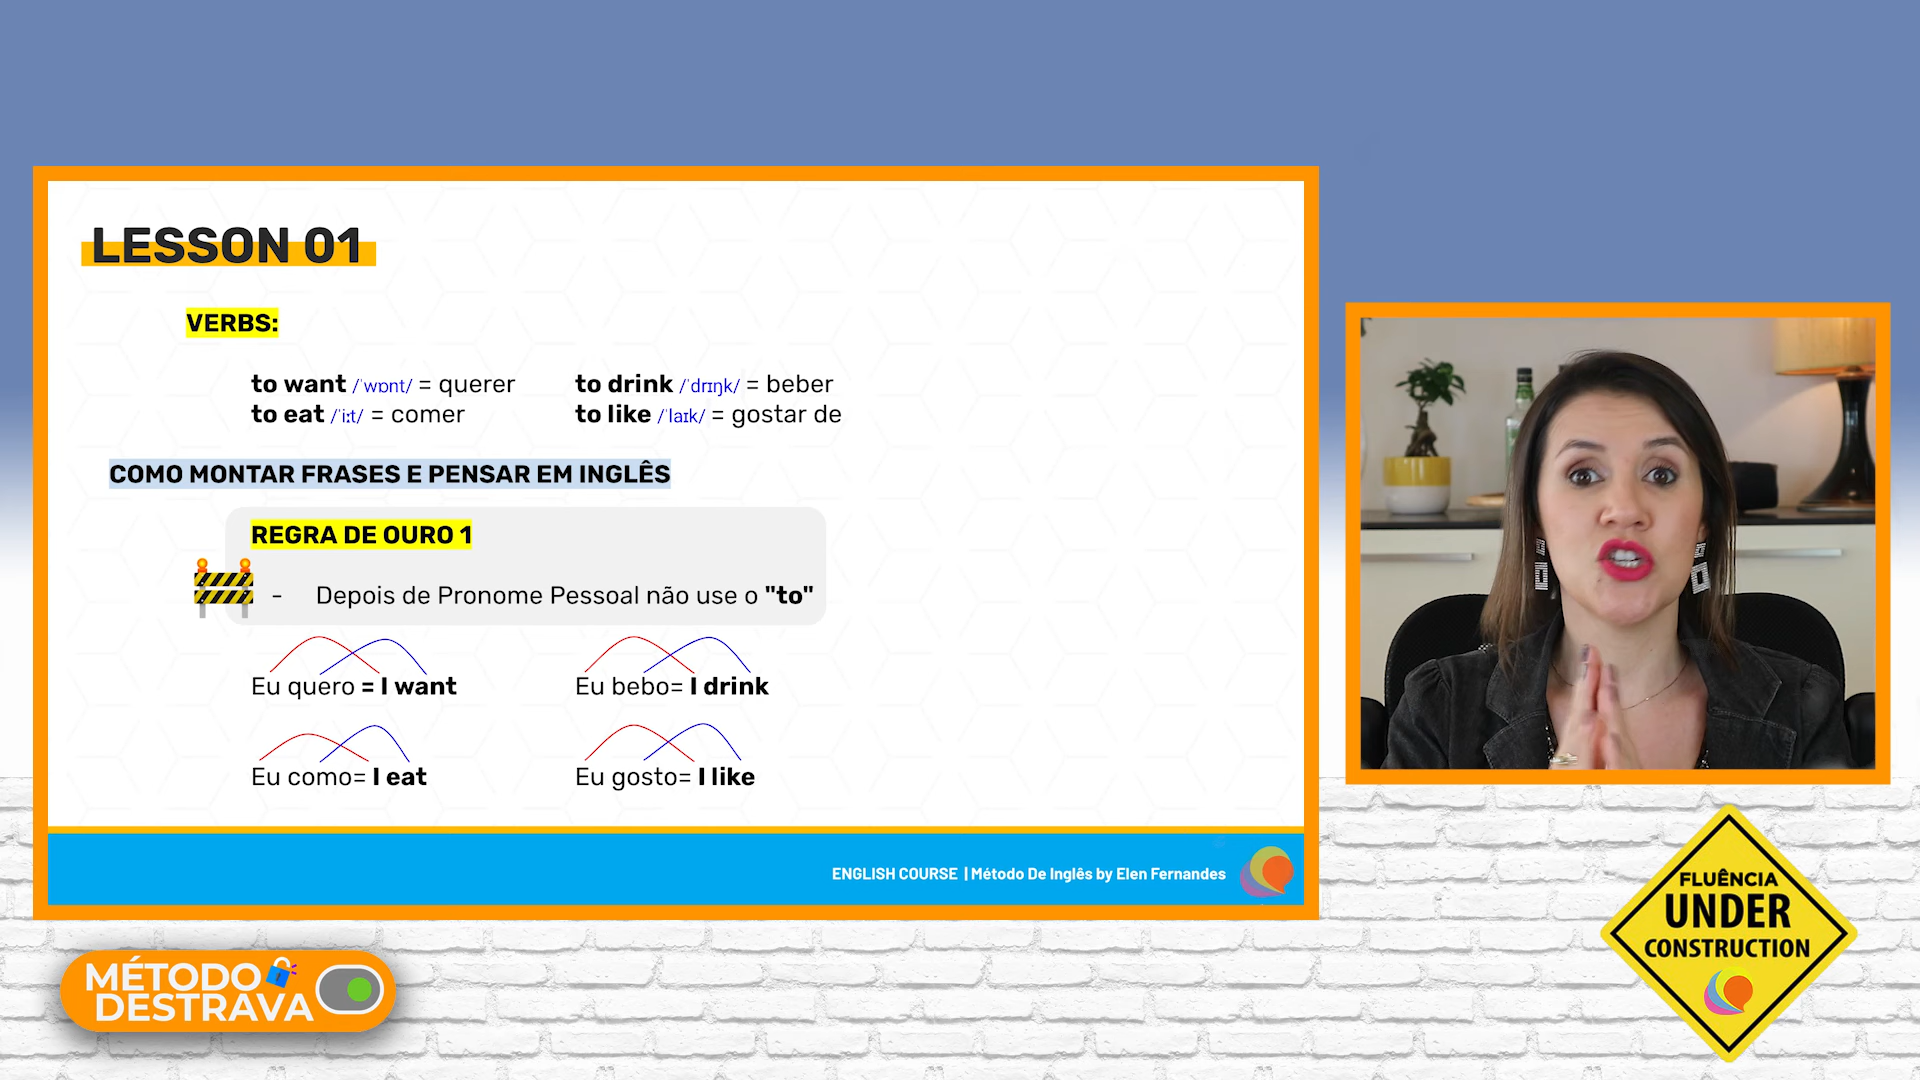 LESSON 01
VERBS:
to want /ˈwɒnt/ = querer
to drink /ˈdrɪŋk/ = beber
to eat /ˈiːt/ = comer
to like /ˈlaɪk/ = gostar de
COMO MONTAR FRASES E PENSAR EM INGLÊS
REGRA DE OURO 1
- Depois de Pronome Pessoal não use o "to"
Eu quero = I want
Eu bebo= I drink
Eu como= I eat
Eu gosto= I like
ENGLISH COURSE | Método De Inglês by Elen Fernandes
MÉTODO
DESTRAVA
FLUÊNCIA
UNDER
CONSTRUCTION